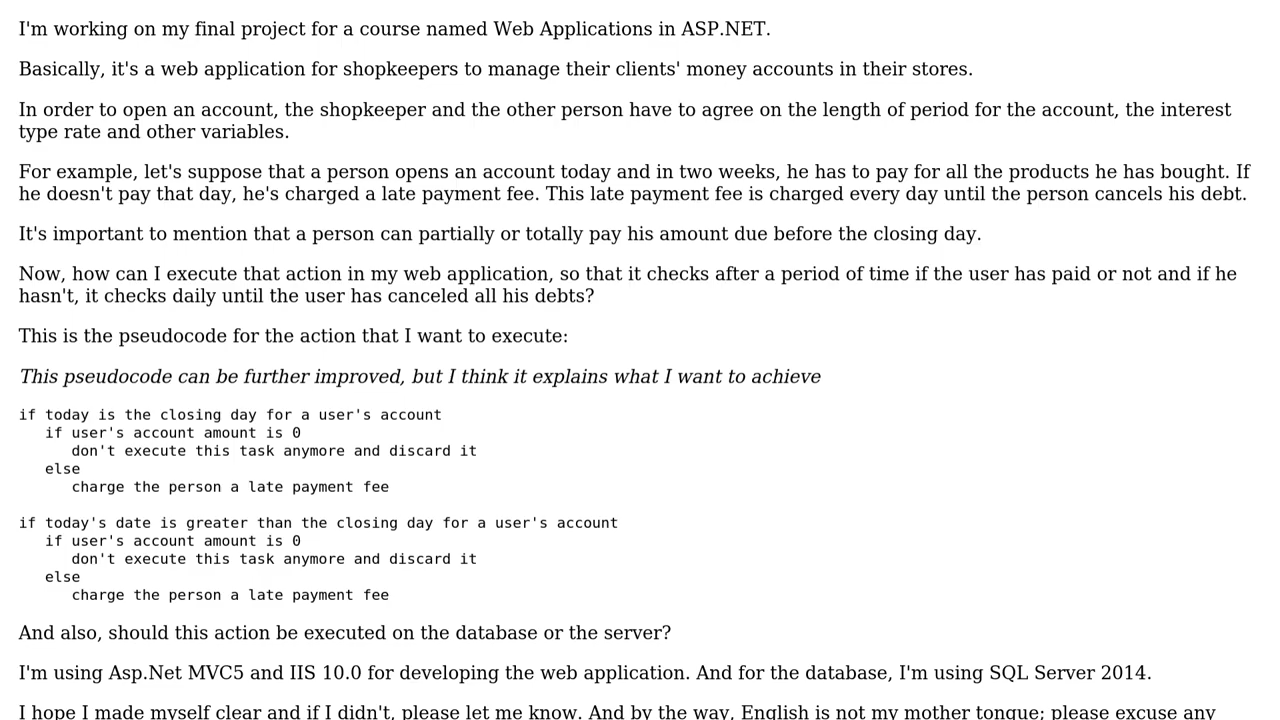 I'm working on my final project for a course named Web Applications in ASP.NET.
Basically, it's a web application for shopkeepers to manage their clients' money accounts in their stores.
In order to open an account, the shopkeeper and the other person have to agree on the length of period for the account, the interest
type rate and other variables.
For example, let's suppose that a person opens an account today and in two weeks, he has to pay for all the products he has bought. If
he doesn't pay that day, he's charged a late payment fee. This late payment fee is charged every day until the person cancels his debt.
It's important to mention that a person can partially or totally pay his amount due before the closing day.
Now, how can I execute that action in my web application, so that it checks after a period of time if the user has paid or not and if he
hasn't, it checks daily until the user has canceled all his debts?
This is the pseudocode for the action that I want to execute:
This pseudocode can be further improved, but I think it explains what I want to achieve
if today is the closing day for a user's account
   if user's account amount is 0
      don't execute this task anymore and discard it
   else
      charge the person a late payment fee
if today's date is greater than the closing day for a user's account
   if user's account amount is 0
      don't execute this task anymore and discard it
   else
      charge the person a late payment fee
And also, should this action be executed on the database or the server?
I'm using Asp.Net MVC5 and IIS 10.0 for developing the web application. And for the database, I'm using SQL Server 2014.
I hope I made myself clear and if I didn't, please let me know. And by the way, English is not my mother tongue; please excuse any